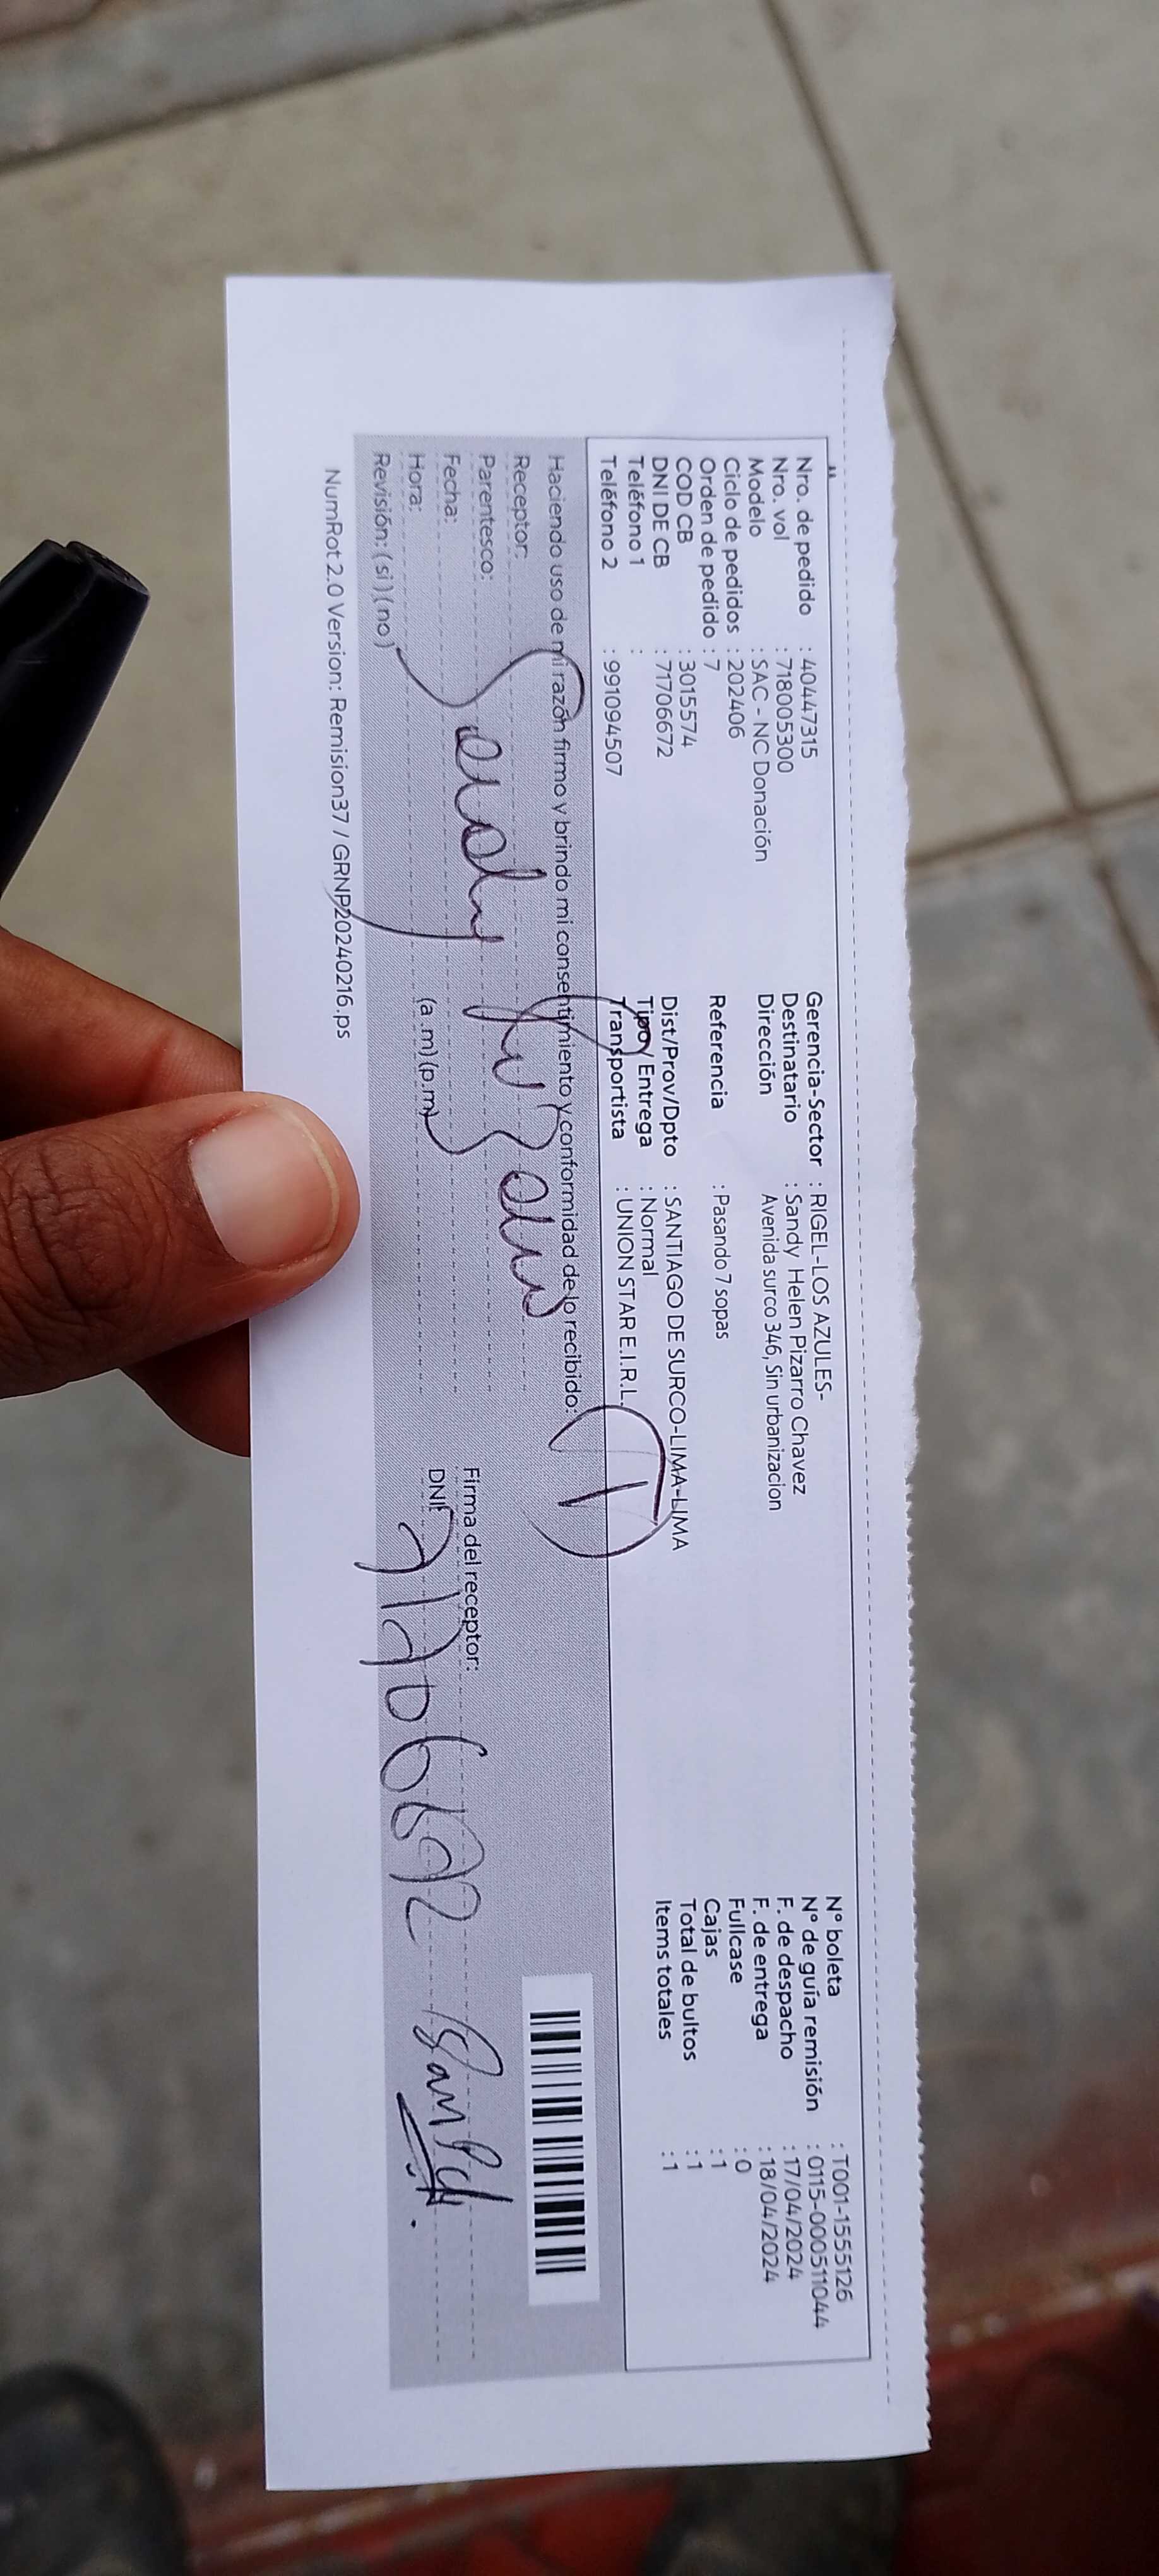 Nro. de pedido : 40447315
Nro. vol : 718005300
Modelo : SAC - NC Donación
Ciclo de pedidos : 202406
Orden de pedido : 7
COD CB : 3015574
DNI DE CB : 71706672
Teléfono 1 :
Teléfono 2 : 991094507
Gerencia-Sector : RIGEL-LOS AZULES-
Destinatario : Sandy Helen Pizarro Chavez
Dirección Avenida surco 346, Sin urbanizacion
Referencia : Pasando 7 sopas
Dist/Prov/Dpto : SANTIAGO DE SURCO-LIMA-LIMA
Tipo / Entrega : Normal
Transportista : UNION STAR E.I.R.L.
N° boleta : T001-1555126
N° de guía remisión : 0115-000511044
F. de despacho : 17/04/2024
F. de entrega : 18/04/2024
Fullcase : 0
Cajas : 1
Total de bultos : 1
Items totales : 1
Haciendo uso de mi razón firmo y brindo mi consentimiento y conformidad de lo recibido:
Receptor: Sandy
Parentesco:
Fecha:
Hora: (a.m)(p.m)
Revisión: (si)(no)
Firma del receptor:
DNI: 71706672
NumRot 2.0 Version: Remision37 / GRNP20240216.ps